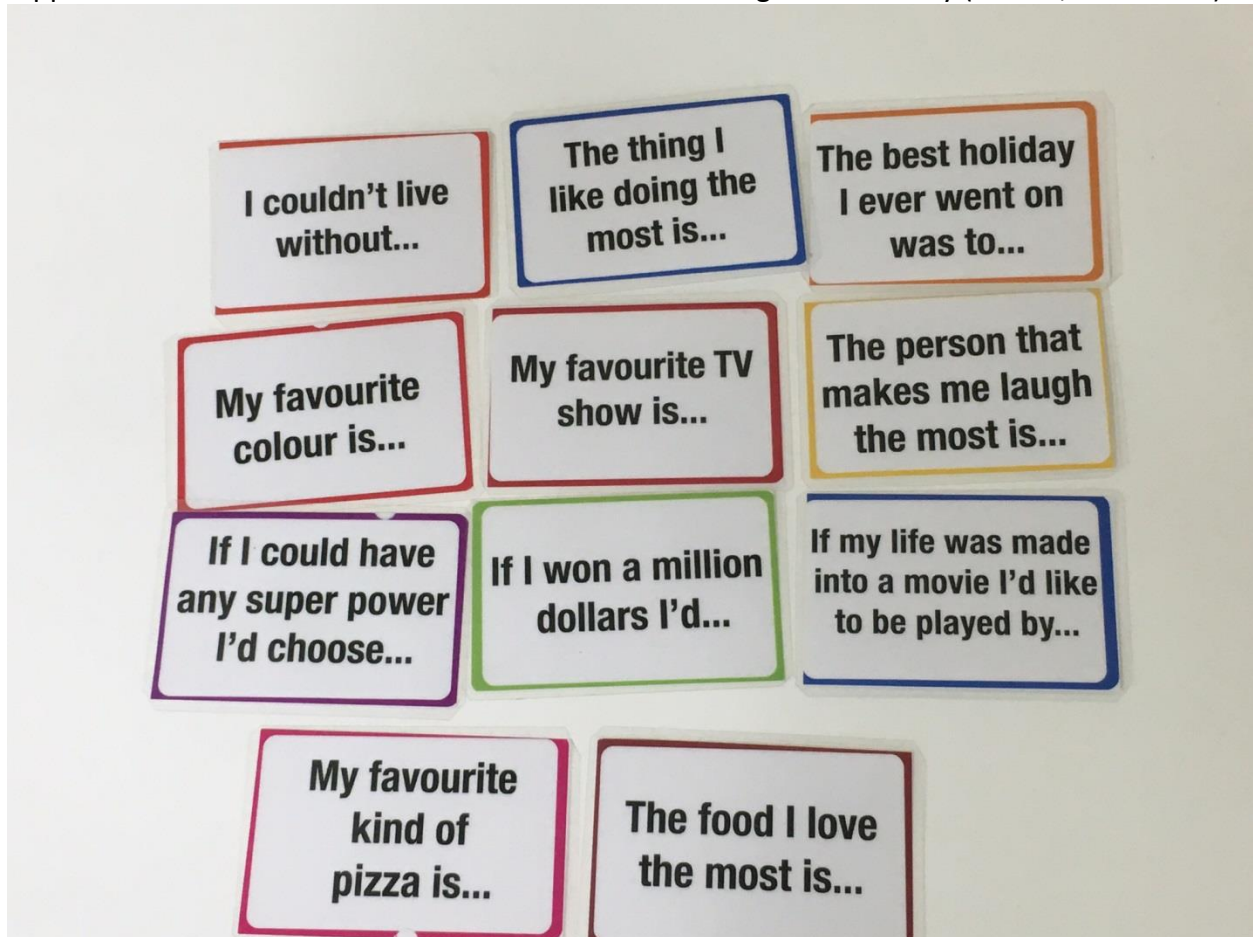 I couldn't live
without...
The thing I
like doing the
most is...
The best holiday
I ever went on
was to...
My favourite
colour is...
My favourite TV
show is...
The person that
makes me laugh
the most is...
If I could have
any super power
I'd choose...
If I won a million
dollars I'd...
If my life was made
into a movie I'd like
to be played by...
My favourite
kind of
pizza is...
The food I love
the most is...